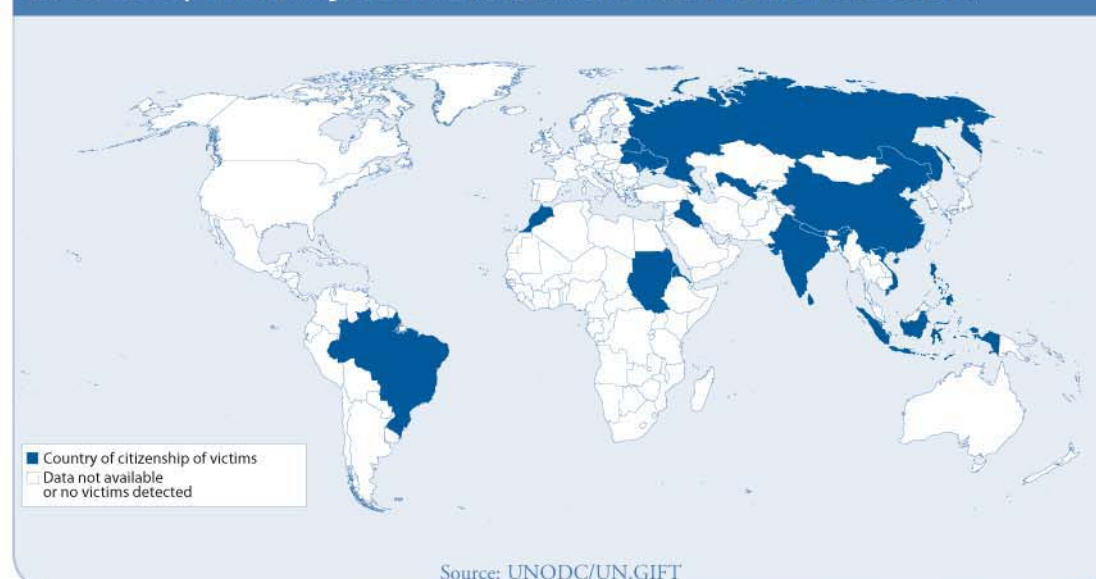 Country of citizenship of victims
Data not available
or no victims detected
Source: UNODC/UN.GIFT